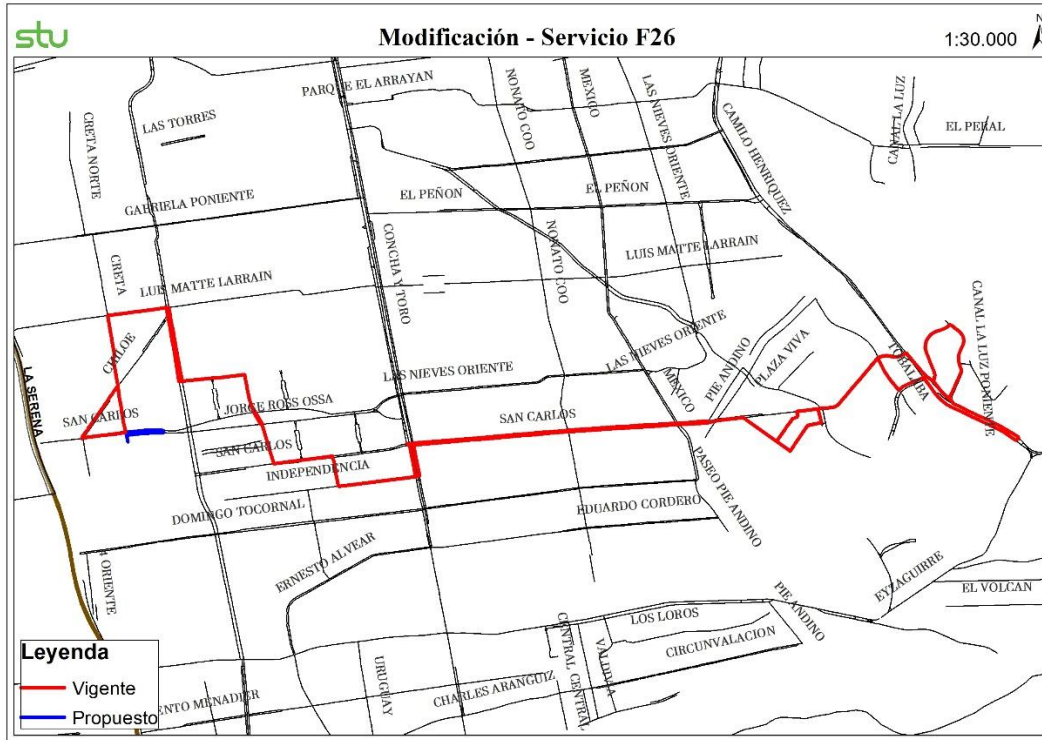 stu
Modificación - Servicio F26
1:30.000
N
PARQUE EL ARRAYAN
NONATO COO
MEXICO
LAS NIEVES ORIENTE
CAMILO HENRIQUEZ
CANAL LA LUZ
EL PERAL
CRETA NORTE
LAS TORRES
GABRIELA PONIENTE
EL PEÑON
EL PEÑON
CRETA
LUIS MATTE LARRAIN
CONCHA Y TORO
NONATO COO
LUIS MATTE LARRAIN
CANAL LA LUZ PONIENTE
CHILOE
LA SERENA
LAS NIEVES ORIENTE
LAS NIEVES ORIENTE
MEXICO
PIE ANDINO
PLAZA VIVA
TOBALABA
SAN CARLOS
JORGE ROSS OSSA
SAN CARLOS
SAN CARLOS
INDEPENDENCIA
DOMINGO TOCORNAL
EDUARDO CORDERO
PASEO PIE ANDINO
ERNESTO ALVEAR
ORIENTE
EYZAGUIRRE
EL VOLCAN
LOS LOROS
PIE ANDINO
CIRCUNVALACION
CENTRAL
CENTRAL
URUGUAY
CHARLES ARANGUIZ
ENTO MENADIER
Leyenda
Vigente
Propuesto